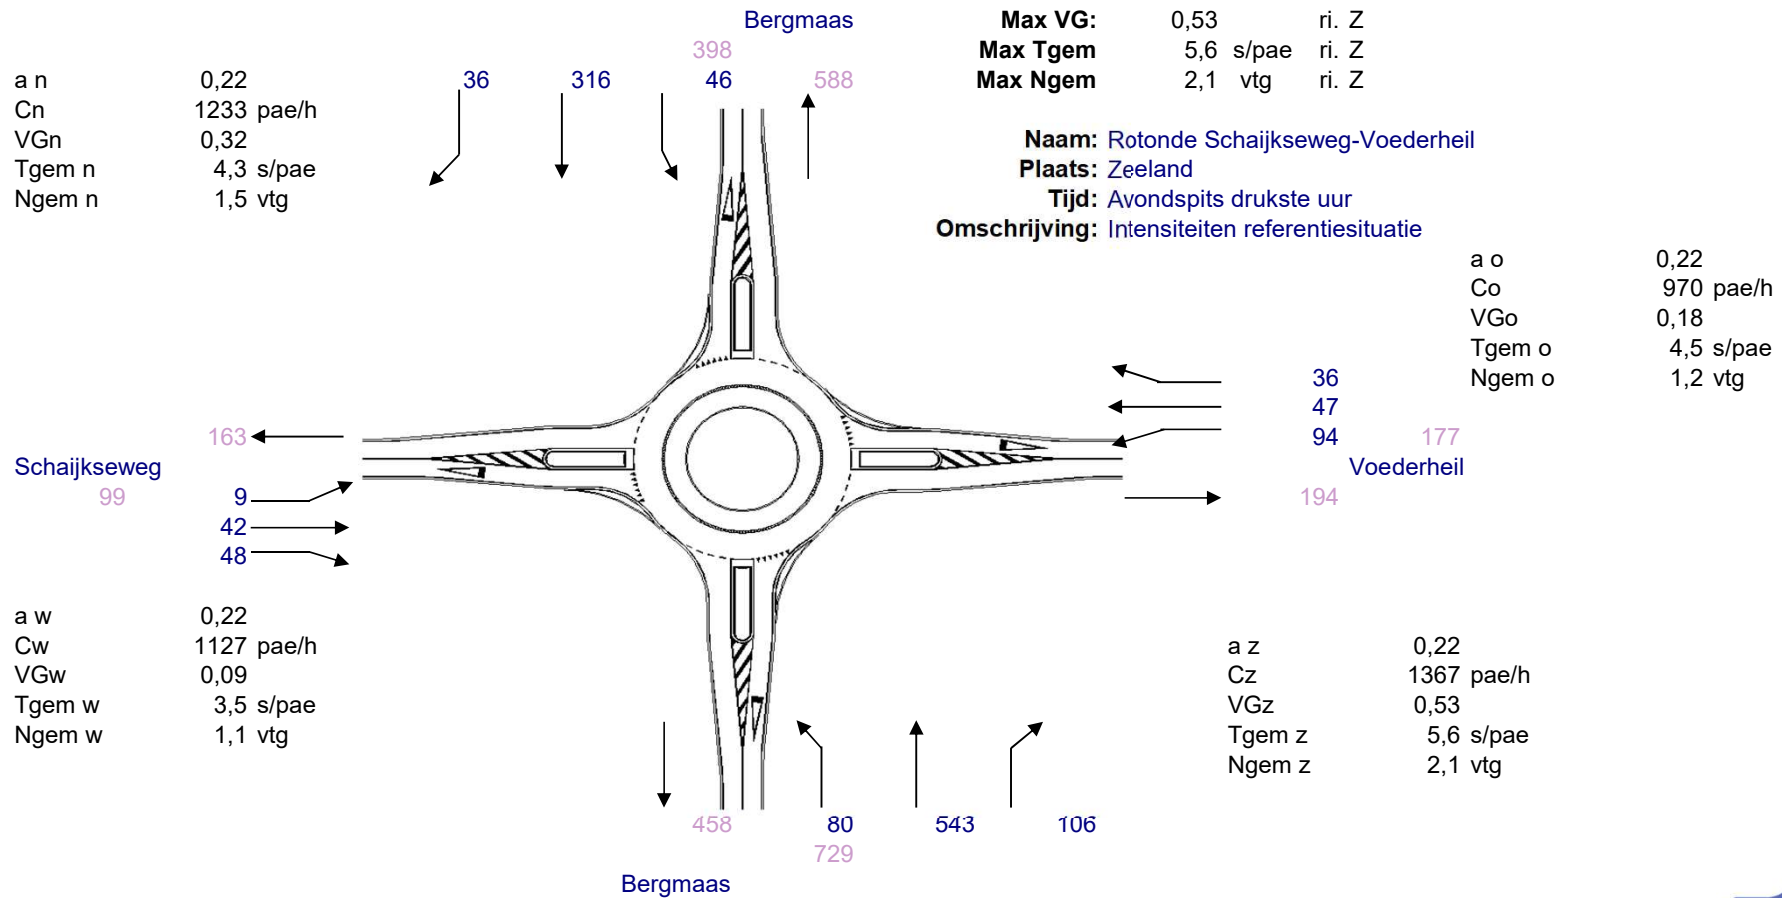 Bergmaas
398
36 316 46 588
Max VG: 0,53 ri. Z
Max Tgem 5,6 s/pae ri. Z
Max Ngem 2,1 vtg ri. Z
a n 0,22
Cn 1233 pae/h
VGn 0,32
Tgem n 4,3 s/pae
Ngem n 1,5 vtg
Naam: Rotonde Schaijkseweg-Voederheil
Plaats: Zeeland
Tijd: Avondspits drukste uur
Omschrijving: Intensiteiten referentiesituatie
a o 0,22
Co 970 pae/h
VGo 0,18
Tgem o 4,5 s/pae
Ngem o 1,2 vtg
36
47
94 177
Voederheil
194
163
Schaijkseweg
99 9
42
48
a w 0,22
Cw 1127 pae/h
VGw 0,09
Tgem w 3,5 s/pae
Ngem w 1,1 vtg
a z 0,22
Cz 1367 pae/h
VGz 0,53
Tgem z 5,6 s/pae
Ngem z 2,1 vtg
458 80 543 106
729
Bergmaas